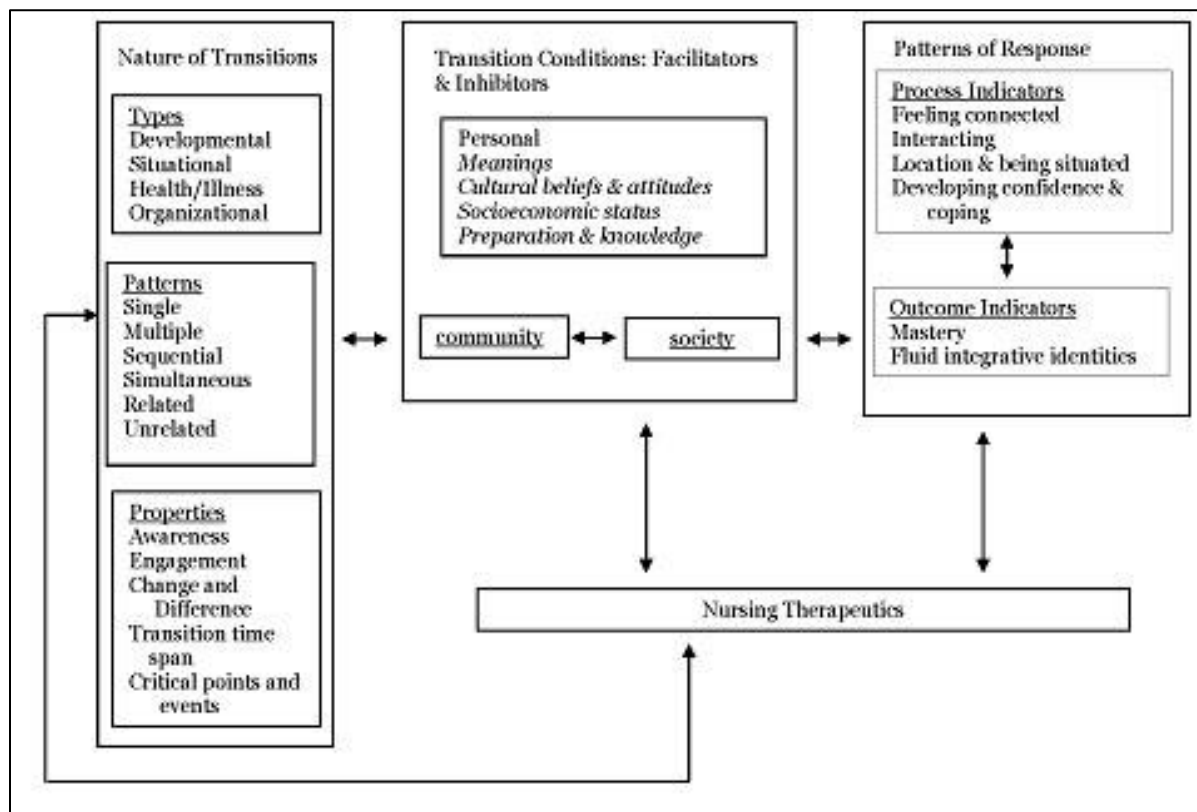 Nature of Transitions
Types
Developmental
Situational
Health/Illness
Organizational
Patterns
Single
Multiple
Sequential
Simultaneous
Related
Unrelated
Properties
Awareness
Engagement
Change and
Difference
Transition time
span
Critical points and
events
Transition Conditions: Facilitators
& Inhibitors
Personal
Meanings
Cultural beliefs & attitudes
Socioeconomic status
Preparation & knowledge
community
society
Patterns of Response
Process Indicators
Feeling connected
Interacting
Location & being situated
Developing confidence &
coping
Outcome Indicators
Mastery
Fluid integrative identities
Nursing Therapeutics